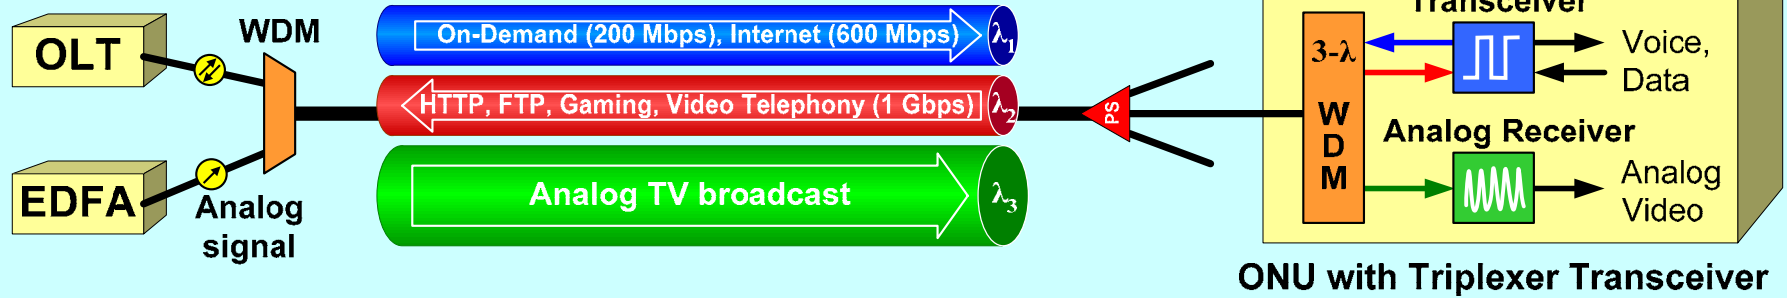 OLT
WDM
On-Demand (200 Mbps), Internet (600 Mbps)
λ1
HTTP, FTP, Gaming, Video Telephony (1 Gbps)
λ2
Analog TV broadcast
λ3
EDFA
Analog
signal
PS
3-λ
W
D
M
Transceiver
Voice,
Data
Analog Receiver
Analog
Video
ONU with Triplexer Transceiver